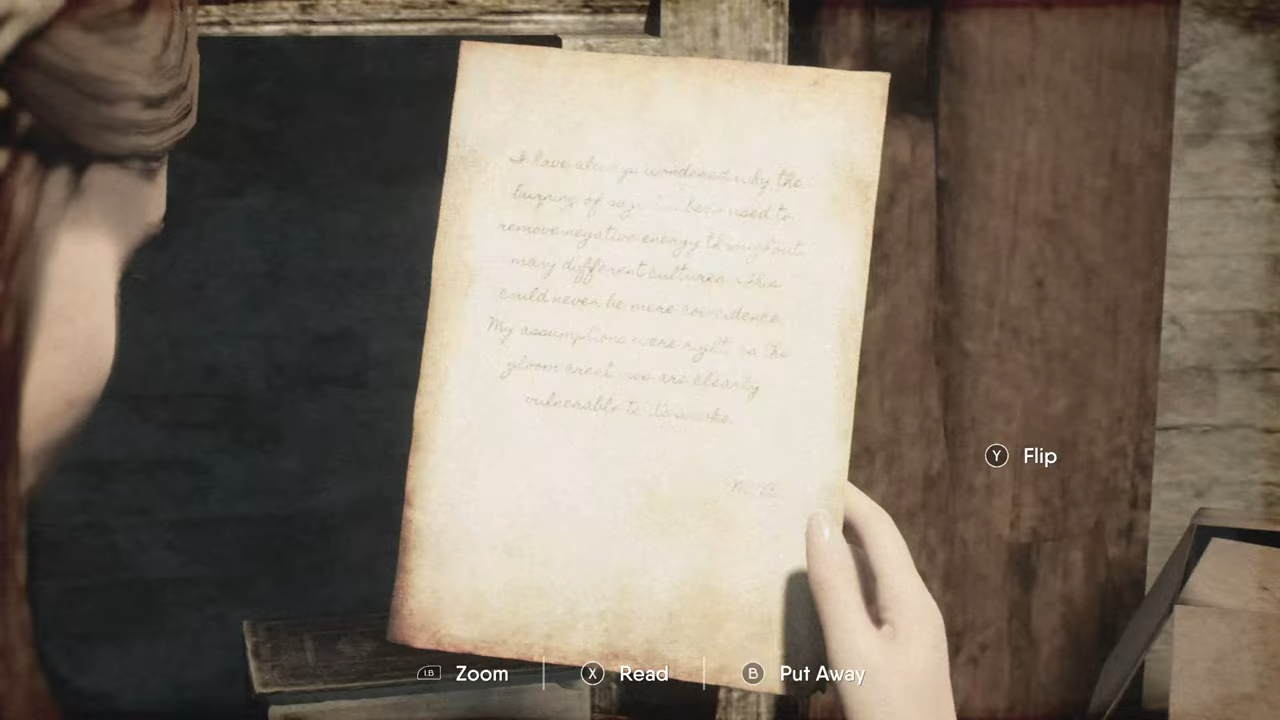 I have always wondered why the
burning of sage has been used to
remove negative energy throughout
many different cultures. This
could never be mere coincidence.
My assumptions were right, as the
gloom creatures are clearly
vulnerable to its smoke.
Y Flip
LB Zoom
X Read
B Put Away